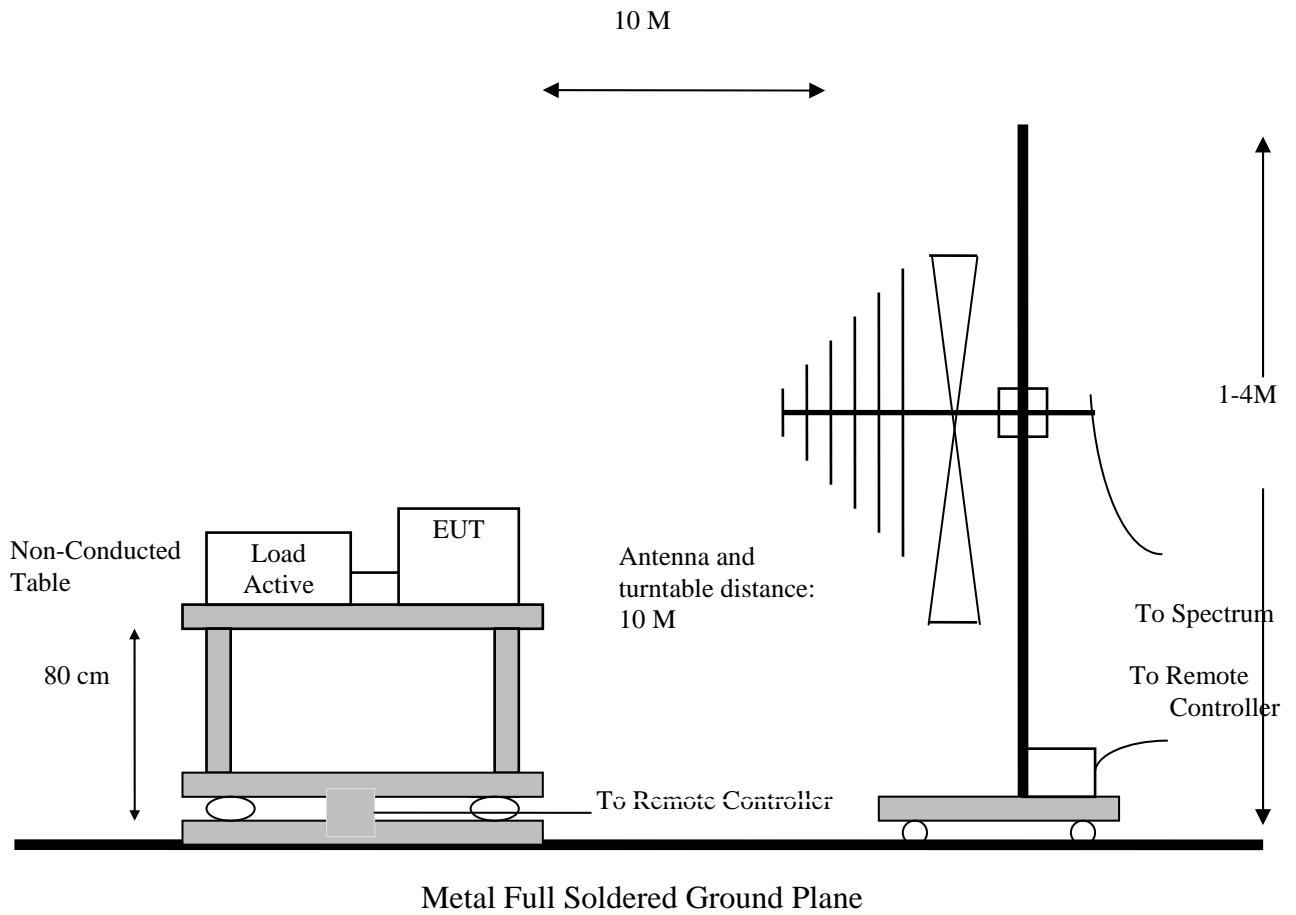 10 M
1-4M
EUT
Load
Active
Non-Conducted
Table
Antenna and
turntable distance:
10 M
To Spectrum
80 cm
To Remote
Controller
To Remote Controller
Metal Full Soldered Ground Plane